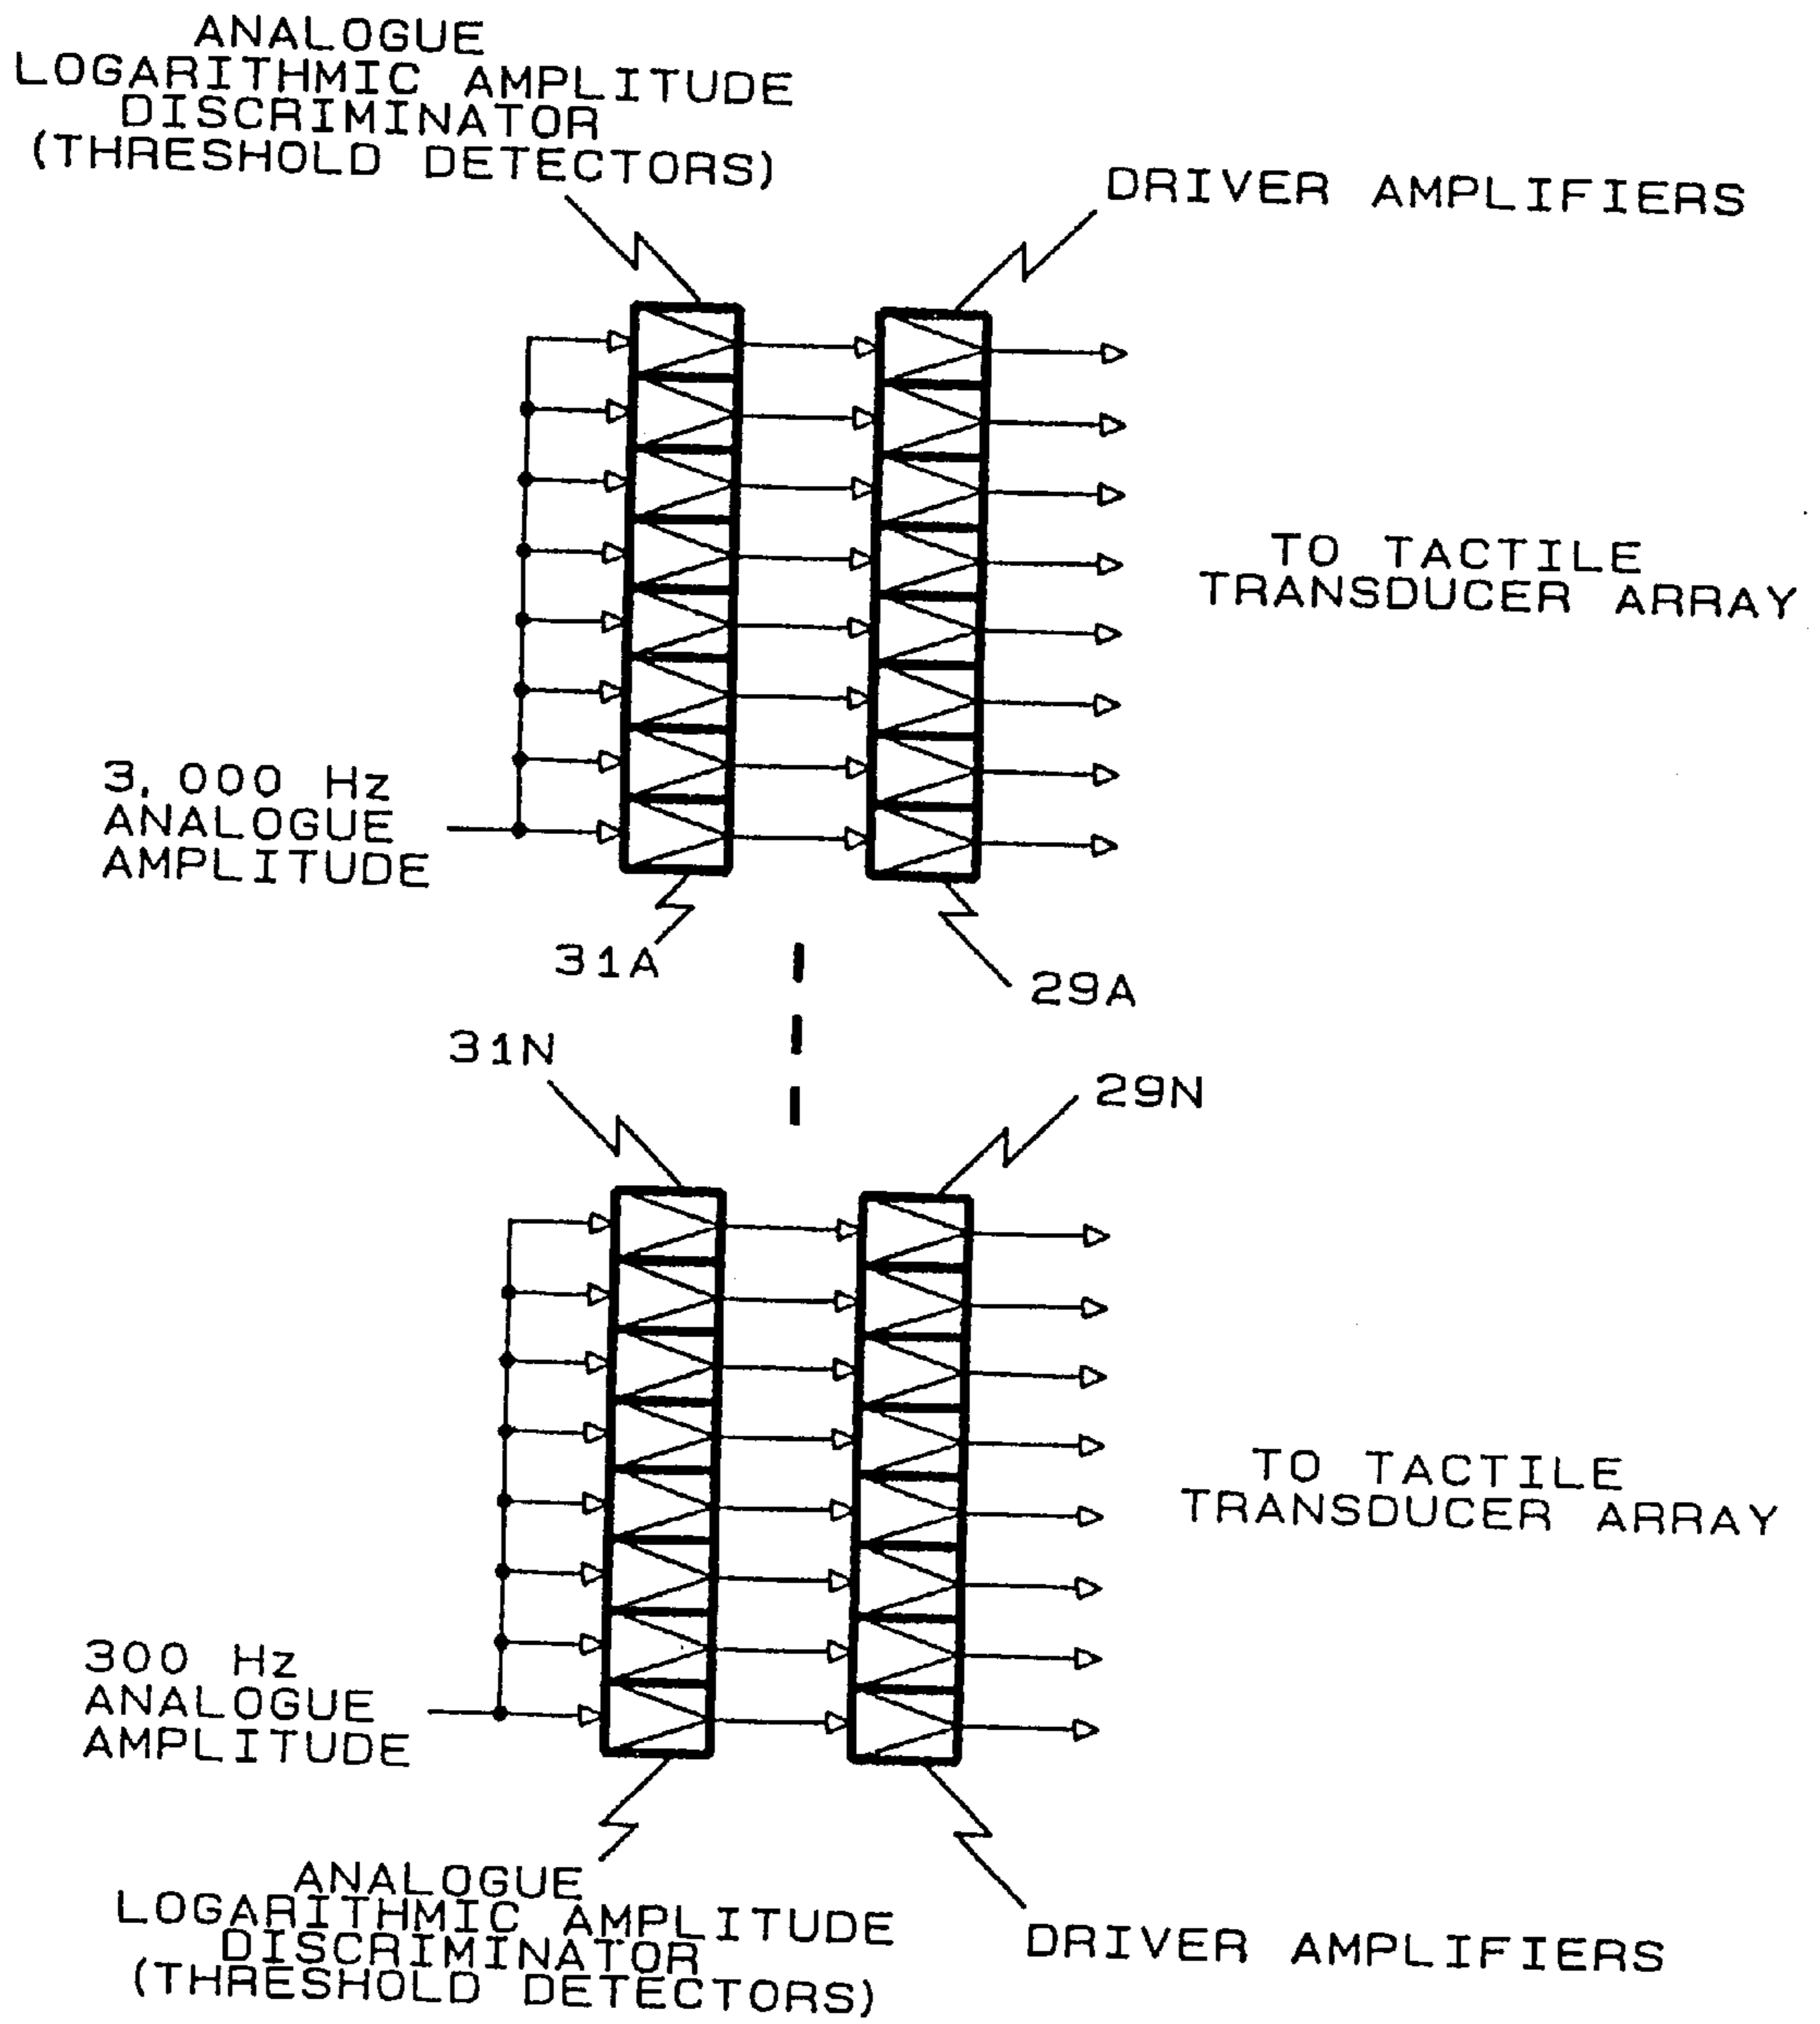 ANALOGUE
LOGARITHMIC AMPLITUDE
DISCRIMINATOR
(THRESHOLD DETECTORS)
DRIVER AMPLIFIERS
TO TACTILE
TRANSDUCER ARRAY
3,000 Hz
ANALOGUE
AMPLITUDE
31A
29A
31N
29N
TO TACTILE
TRANSDUCER ARRAY
300 Hz
ANALOGUE
AMPLITUDE
ANALOGUE
LOGARITHMIC AMPLITUDE
DISCRIMINATOR
(THRESHOLD DETECTORS)
DRIVER AMPLIFIERS